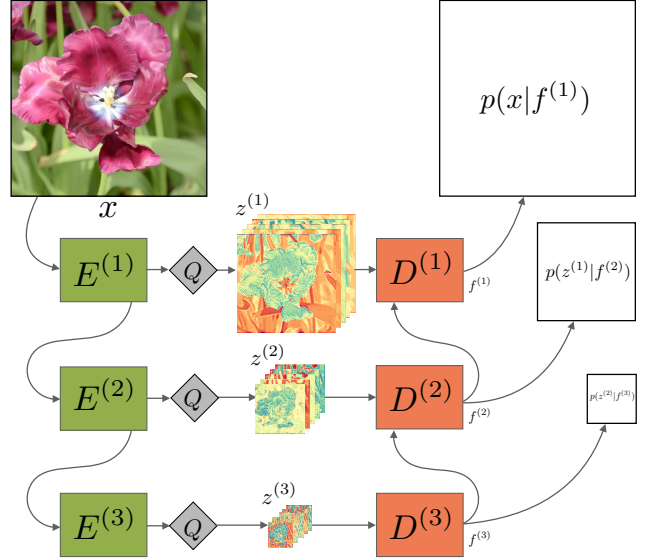 p(x|f^{(1)})
x
z^{(1)}
E^{(1)}
Q
D^{(1)}
f^{(1)}
p(z^{(1)}|f^{(2)})
z^{(2)}
E^{(2)}
Q
D^{(2)}
f^{(2)}
p(z^{(2)}|f^{(3)})
z^{(3)}
E^{(3)}
Q
D^{(3)}
f^{(3)}